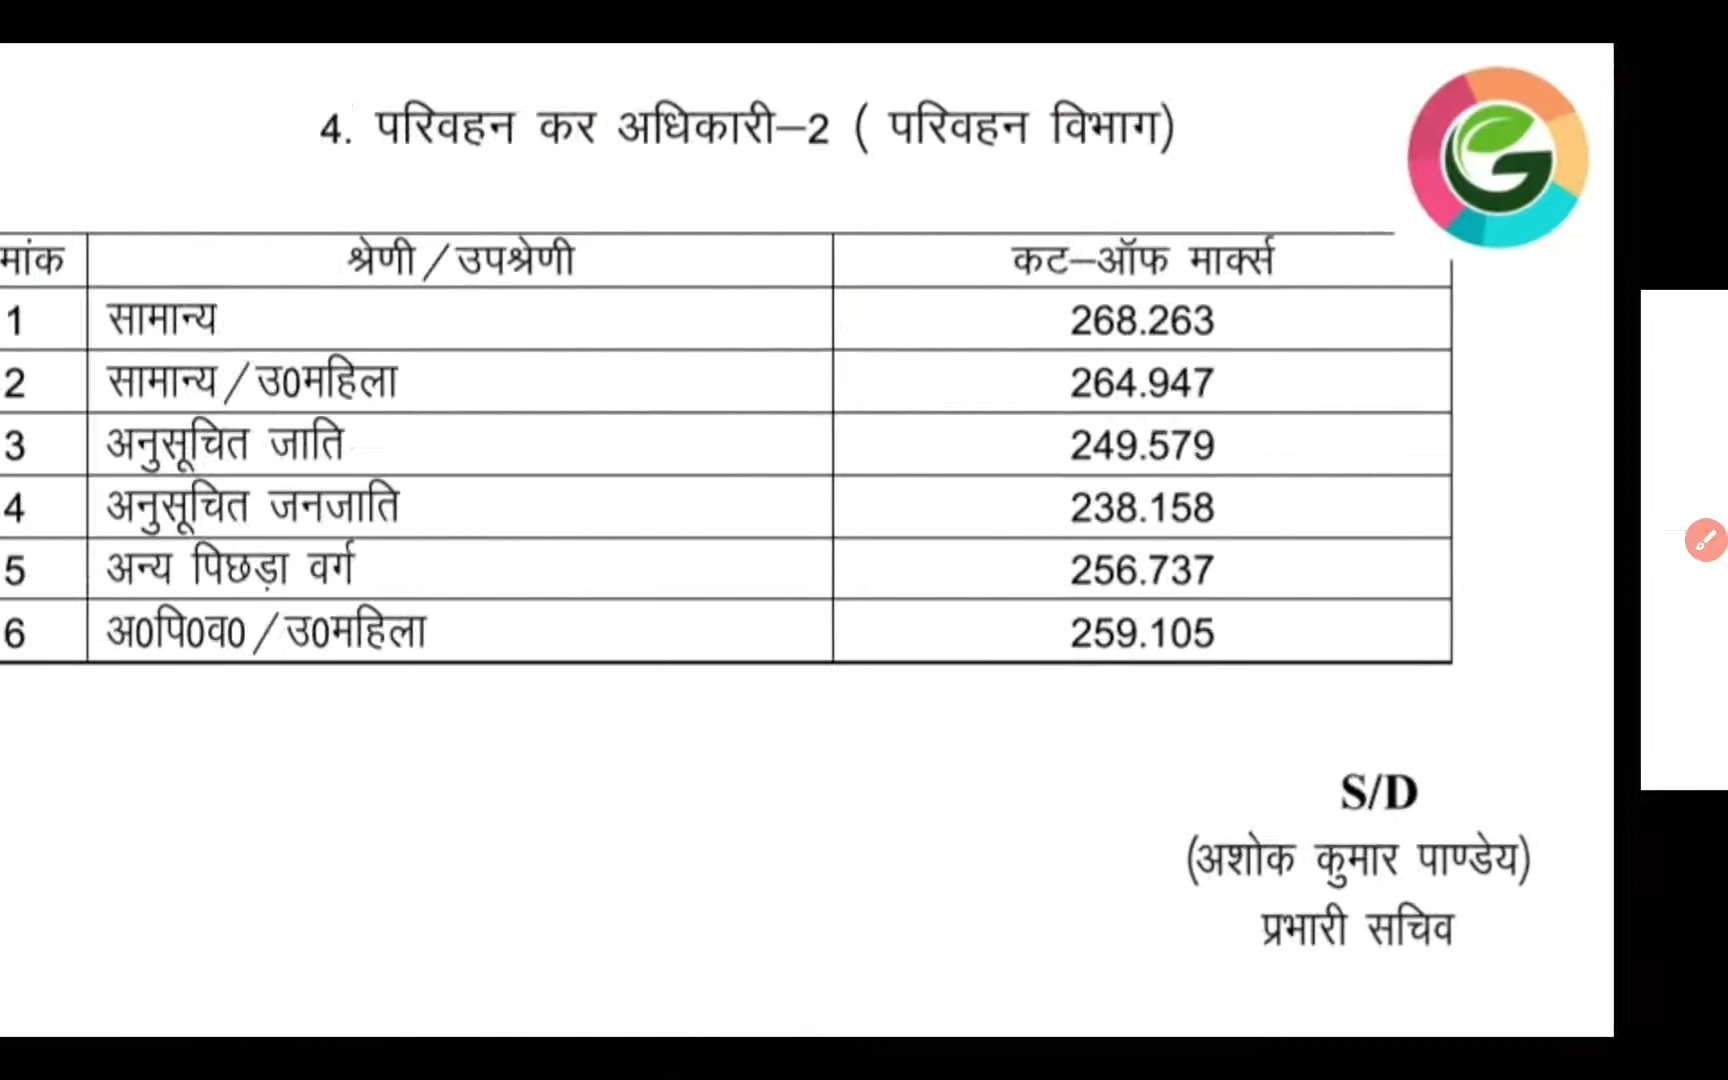 4. परिवहन कर अधिकारी–2 ( परिवहन विभाग)
मांक श्रेणी/उपश्रेणी कट–ऑफ मार्क्स
1 सामान्य 268.263
2 सामान्य/उ0महिला 264.947
3 अनुसूचित जाति 249.579
4 अनुसूचित जनजाति 238.158
5 अन्य पिछड़ा वर्ग 256.737
6 अ0पि0व0/उ0महिला 259.105
S/D
(अशोक कुमार पाण्डेय)
प्रभारी सचिव